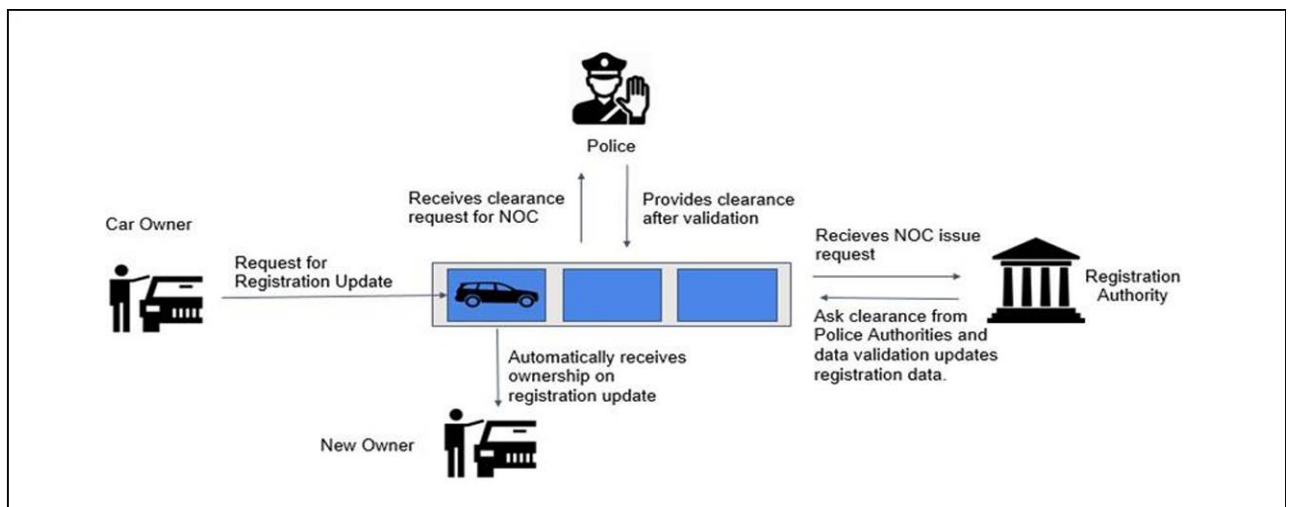 Police
Receives clearance
request for NOC
Provides clearance
after validation
Car Owner
Request for
Registration Update
Recieves NOC issue
request
Registration
Authority
Ask clearance from
Police Authorities and
data validation updates
registration data.
Automatically receives
ownership on
registration update
New Owner